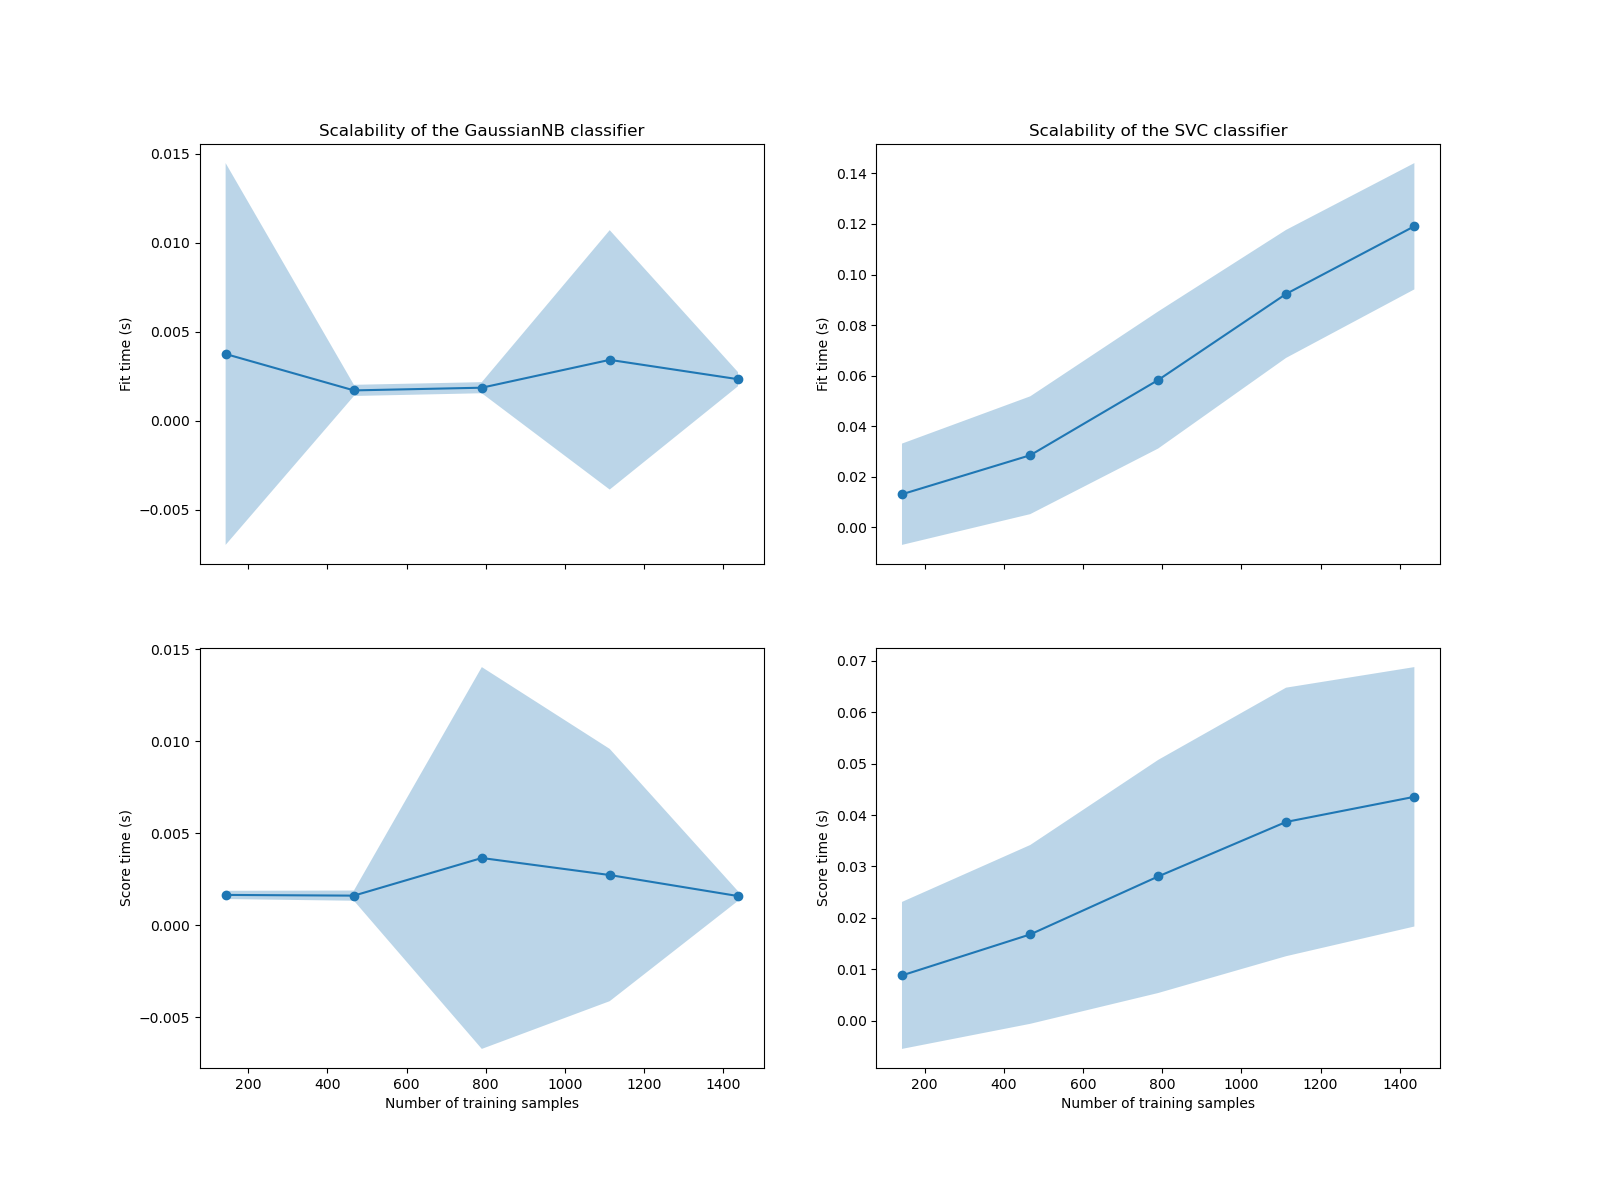 Scalability of the GaussianNB classifier
0.015
0.010
0.005
0.000
−0.005
Fit time (s)
Scalability of the SVC classifier
0.14
0.12
0.10
0.08
0.06
0.04
0.02
0.00
Fit time (s)
0.015
0.010
0.005
0.000
−0.005
Score time (s)
200 400 600 800 1000 1200 1400
Number of training samples
0.07
0.06
0.05
0.04
0.03
0.02
0.01
0.00
Score time (s)
200 400 600 800 1000 1200 1400
Number of training samples